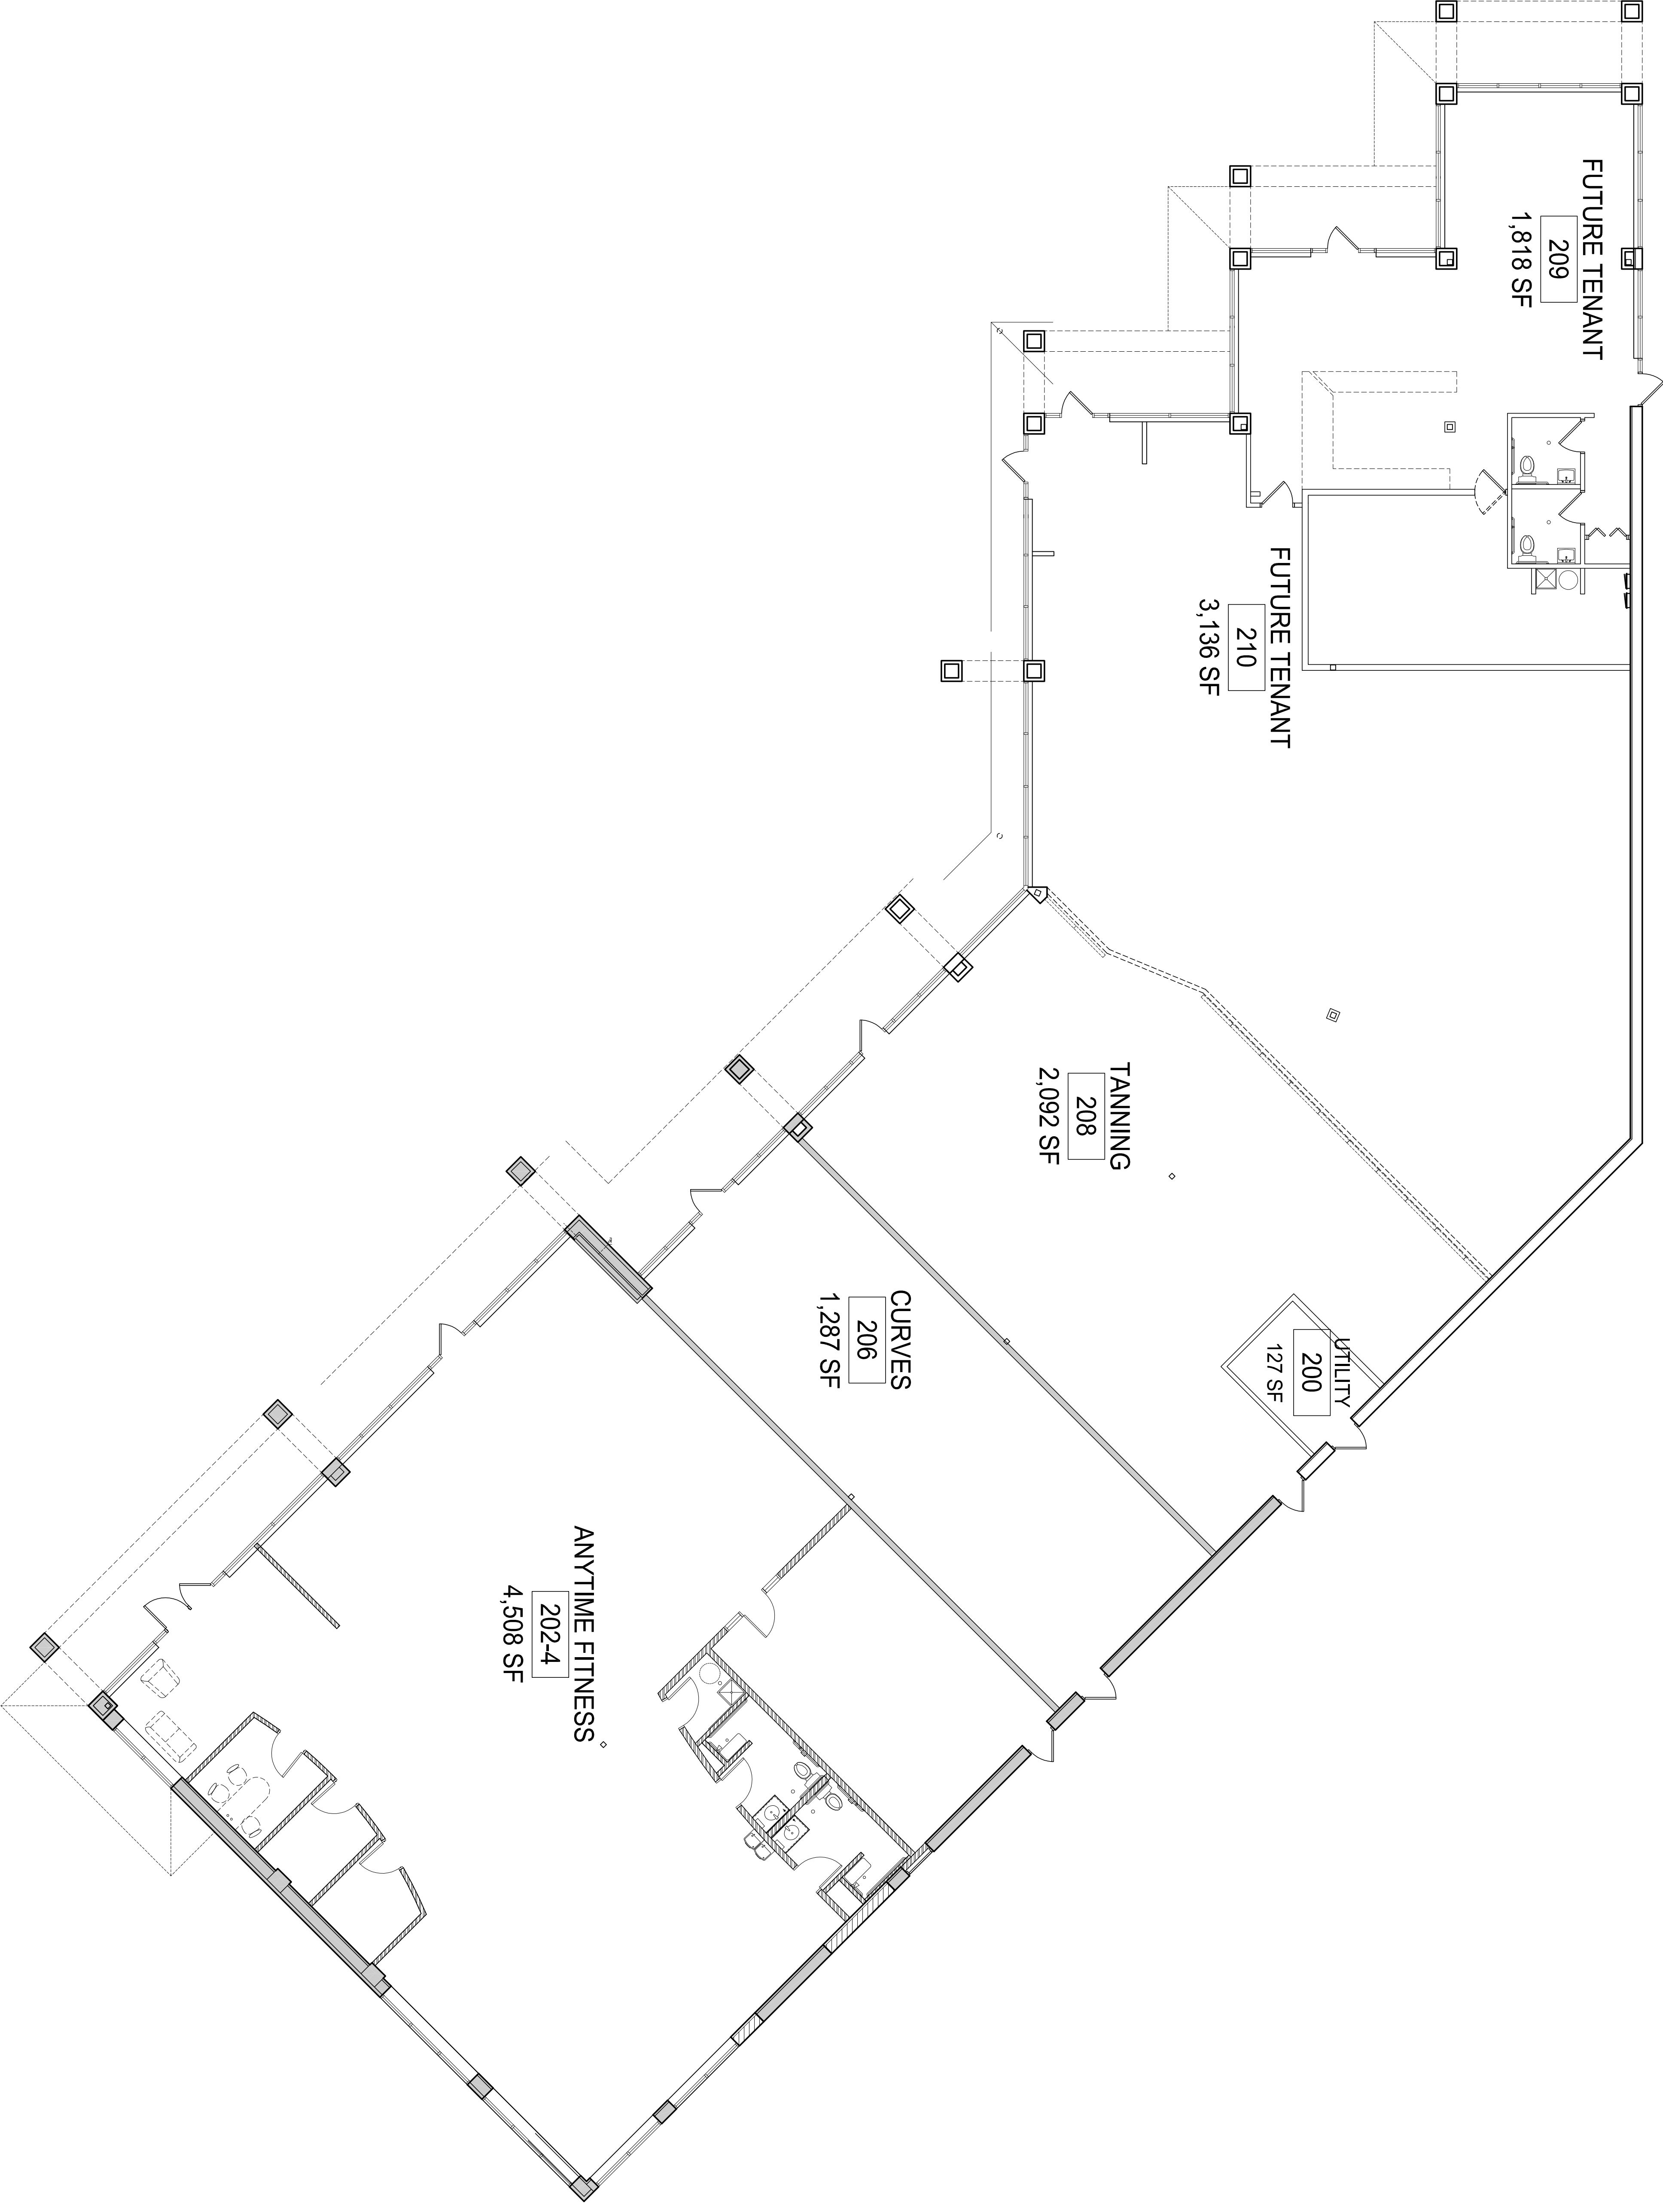 FUTURE TENANT
209
1,818 SF
FUTURE TENANT
210
3,136 SF
TANNING
208
2,092 SF
UTILITY
200
127 SF
CURVES
206
1,287 SF
ANYTIME FITNESS
202-4
4,508 SF